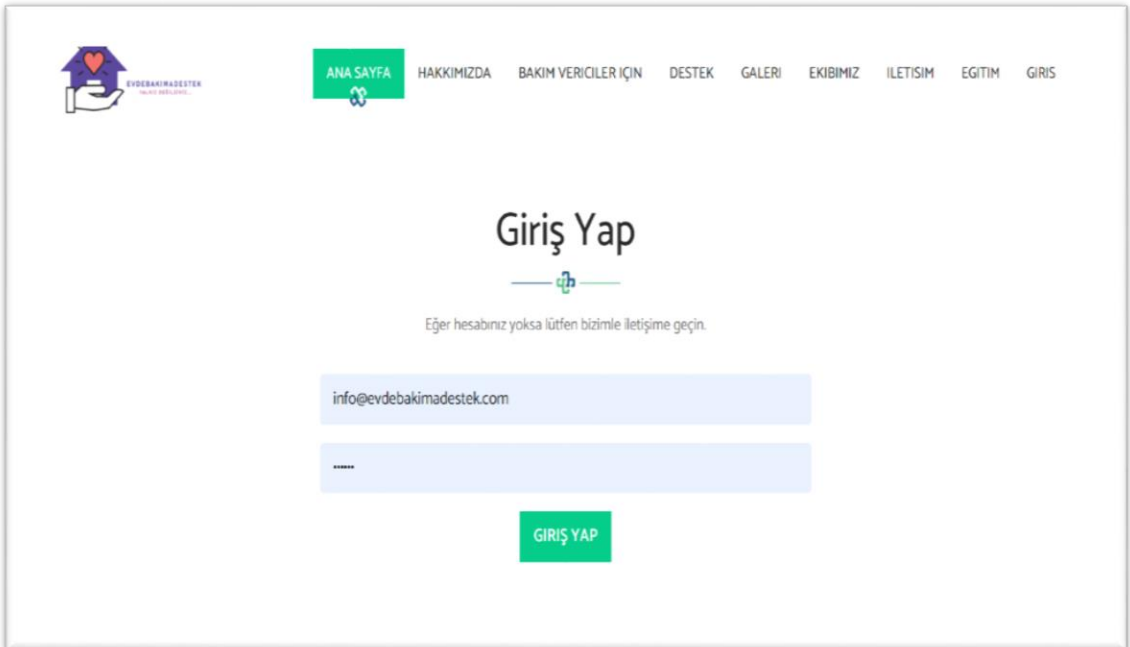 EVDEBAKIMADESTEK
ANA SAYFA HAKKIMIZDA BAKIM VERICILER IÇIN DESTEK GALERI EKIBIMIZ ILETISIM EGITIM GIRIS
Giriş Yap
Eğer hesabınız yoksa lütfen bizimle iletişime geçin.
info@evdebakimadestek.com
••••••
GIRIŞ YAP